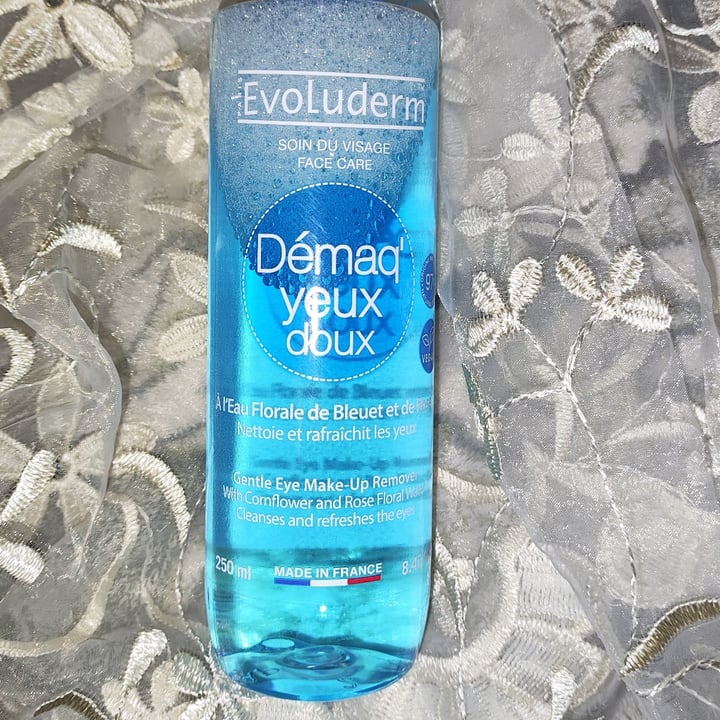 EvoLuderm
SOIN DU VISAGE
FACE CARE
Démaq'
yeux
doux
À l'Eau Florale de Bleuet et de
Nettoie et rafraîchit les yeux
Gentle Eye Make-Up Remover
With Cornflower and Rose Floral
Cleanses and refreshes the eyes
250 ml
MADE IN FRANCE